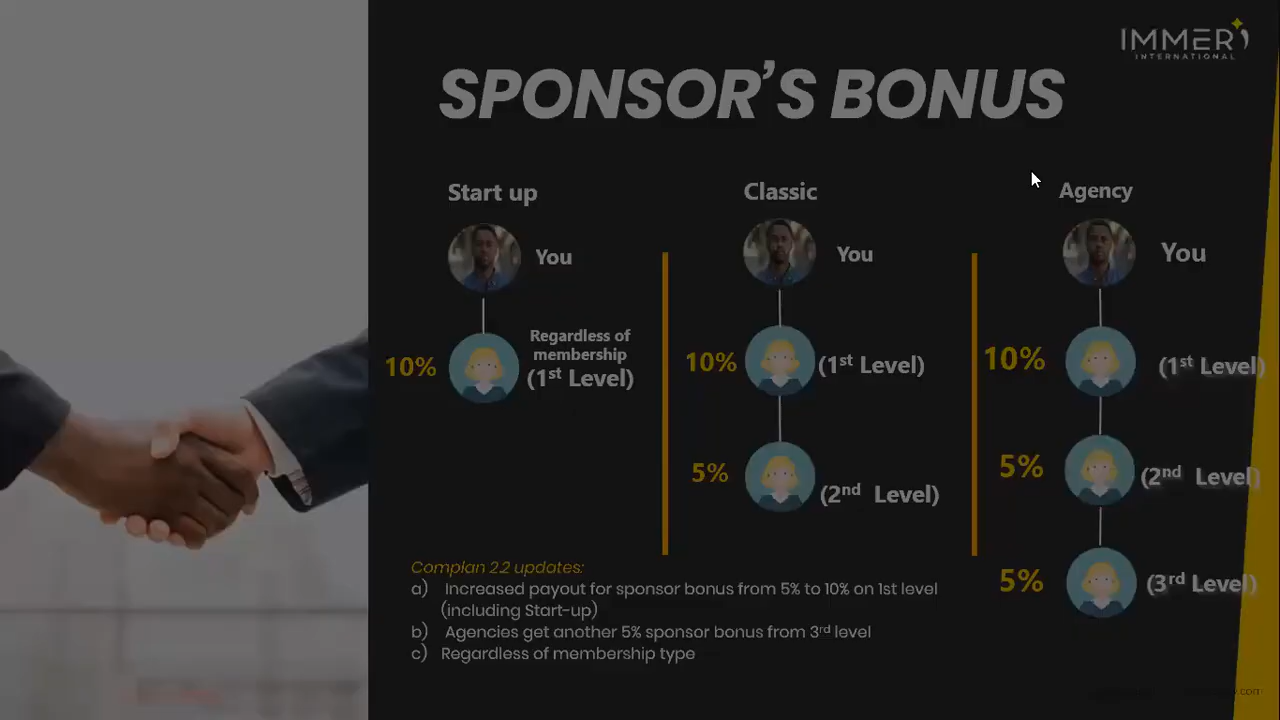 IMMERI
INTERNATIONAL
SPONSOR'S BONUS
Start up
Classic
Agency
You
You
You
Regardless of
membership
10%
(1st Level)
10%
(1st Level)
10%
(1st Level)
5%
(2nd Level)
5%
(2nd Level)
5%
(3rd Level)
Complan 2.2 updates:
a) Increased payout for sponsor bonus from 5% to 10% on 1st level
(including Start-up)
b) Agencies get another 5% sponsor bonus from 3rd level
c) Regardless of membership type